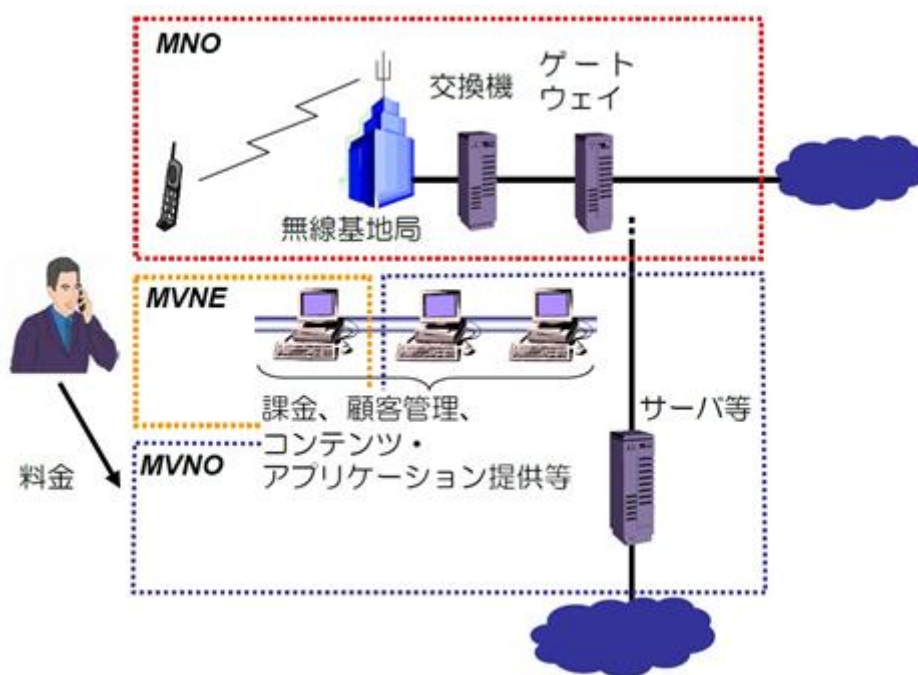 MNO
交換機
ゲート
ウェイ
無線基地局
MVNE
課金、顧客管理、
コンテンツ・
アプリケーション提供等
サーバ等
MVNO
料金